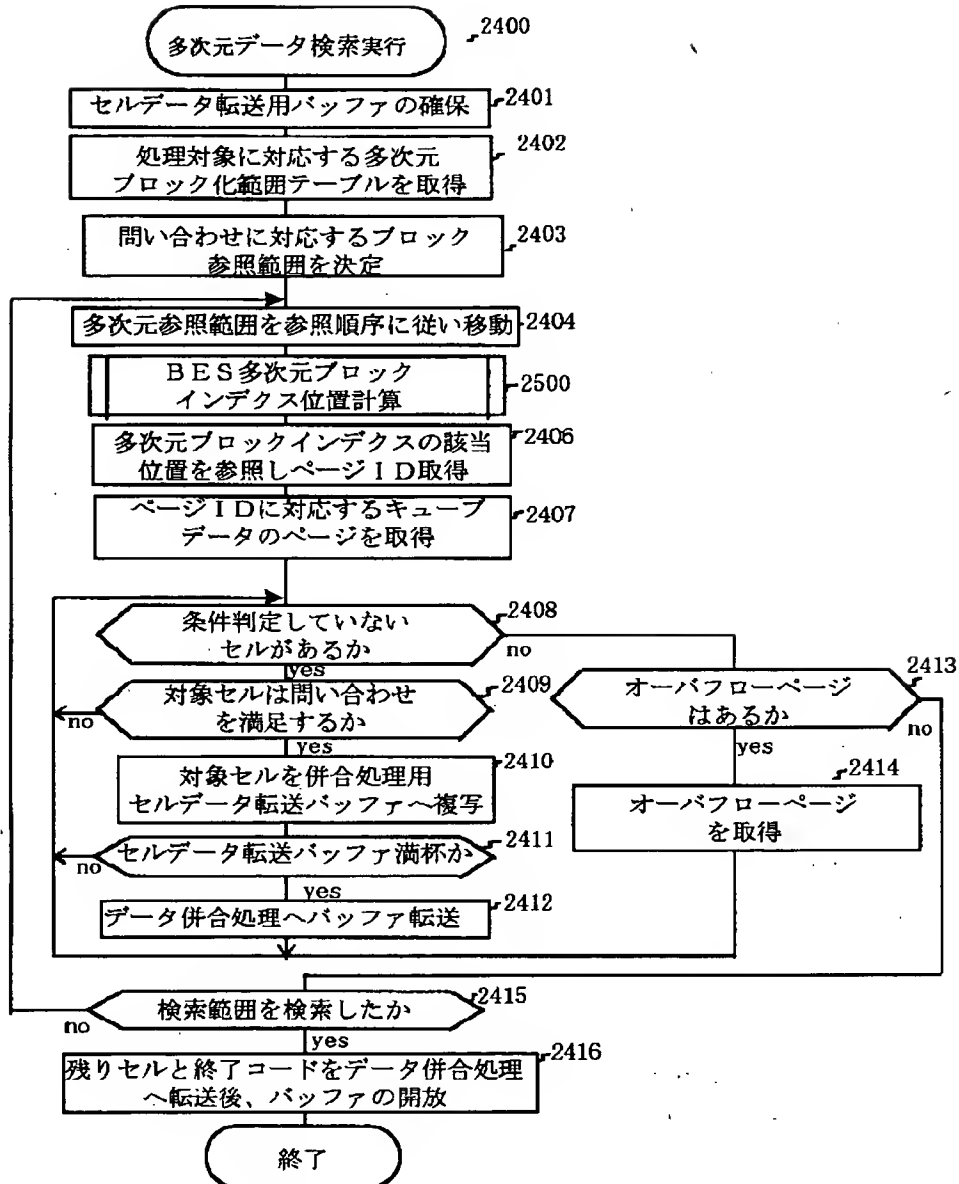 多次元データ検索実行
2400
セルデータ転送用バッファの確保
2401
処理対象に対応する多次元
ブロック化範囲テーブルを取得
2402
問い合わせに対応するブロック
参照範囲を決定
2403
多次元参照範囲を参照順序に従い移動
2404
BES多次元ブロック
インデクス位置計算
2500
多次元ブロックインデクスの該当
位置を参照しページID取得
2406
ページIDに対応するキューブ
データのページを取得
2407
条件判定していない
セルがあるか
2408
no
yes
対象セルは問い合わせ
を満足するか
2409
no
yes
オーバフローページ
はあるか
2413
no
yes
対象セルを併合処理用
セルデータ転送バッファへ複写
2410
オーバフローページ
を取得
2414
セルデータ転送バッファ満杯か
2411
no
yes
データ併合処理へバッファ転送
2412
検索範囲を検索したか
2415
no
yes
残りセルと終了コードをデータ併合処理
へ転送後、バッファの開放
2416
終了